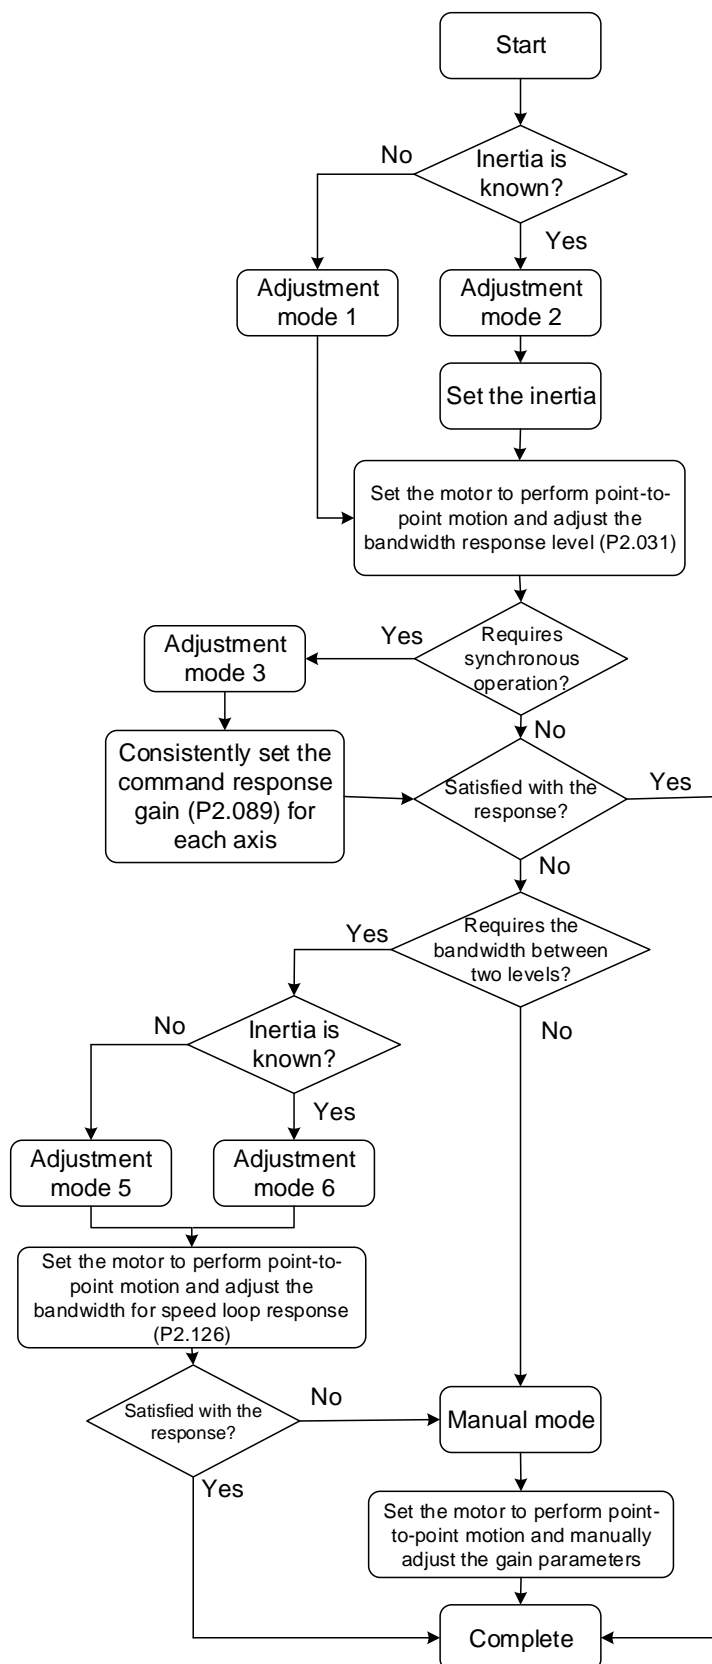 Start
Inertia is
known?
No
Yes
Adjustment
mode 1
Adjustment
mode 2
Set the inertia
Set the motor to perform point-to-
point motion and adjust the
bandwidth response level (P2.031)
Requires
synchronous
operation?
Yes
No
Adjustment
mode 3
Consistently set the
command response
gain (P2.089) for
each axis
Satisfied with the
response?
Yes
No
Requires the
bandwidth between
two levels?
Yes
No
Inertia is
known?
No
Yes
Adjustment
mode 5
Adjustment
mode 6
Set the motor to perform point-to-
point motion and adjust the
bandwidth for speed loop response
(P2.126)
Satisfied with the
response?
No
Yes
Manual mode
Set the motor to perform point-
to-point motion and manually
adjust the gain parameters
Complete